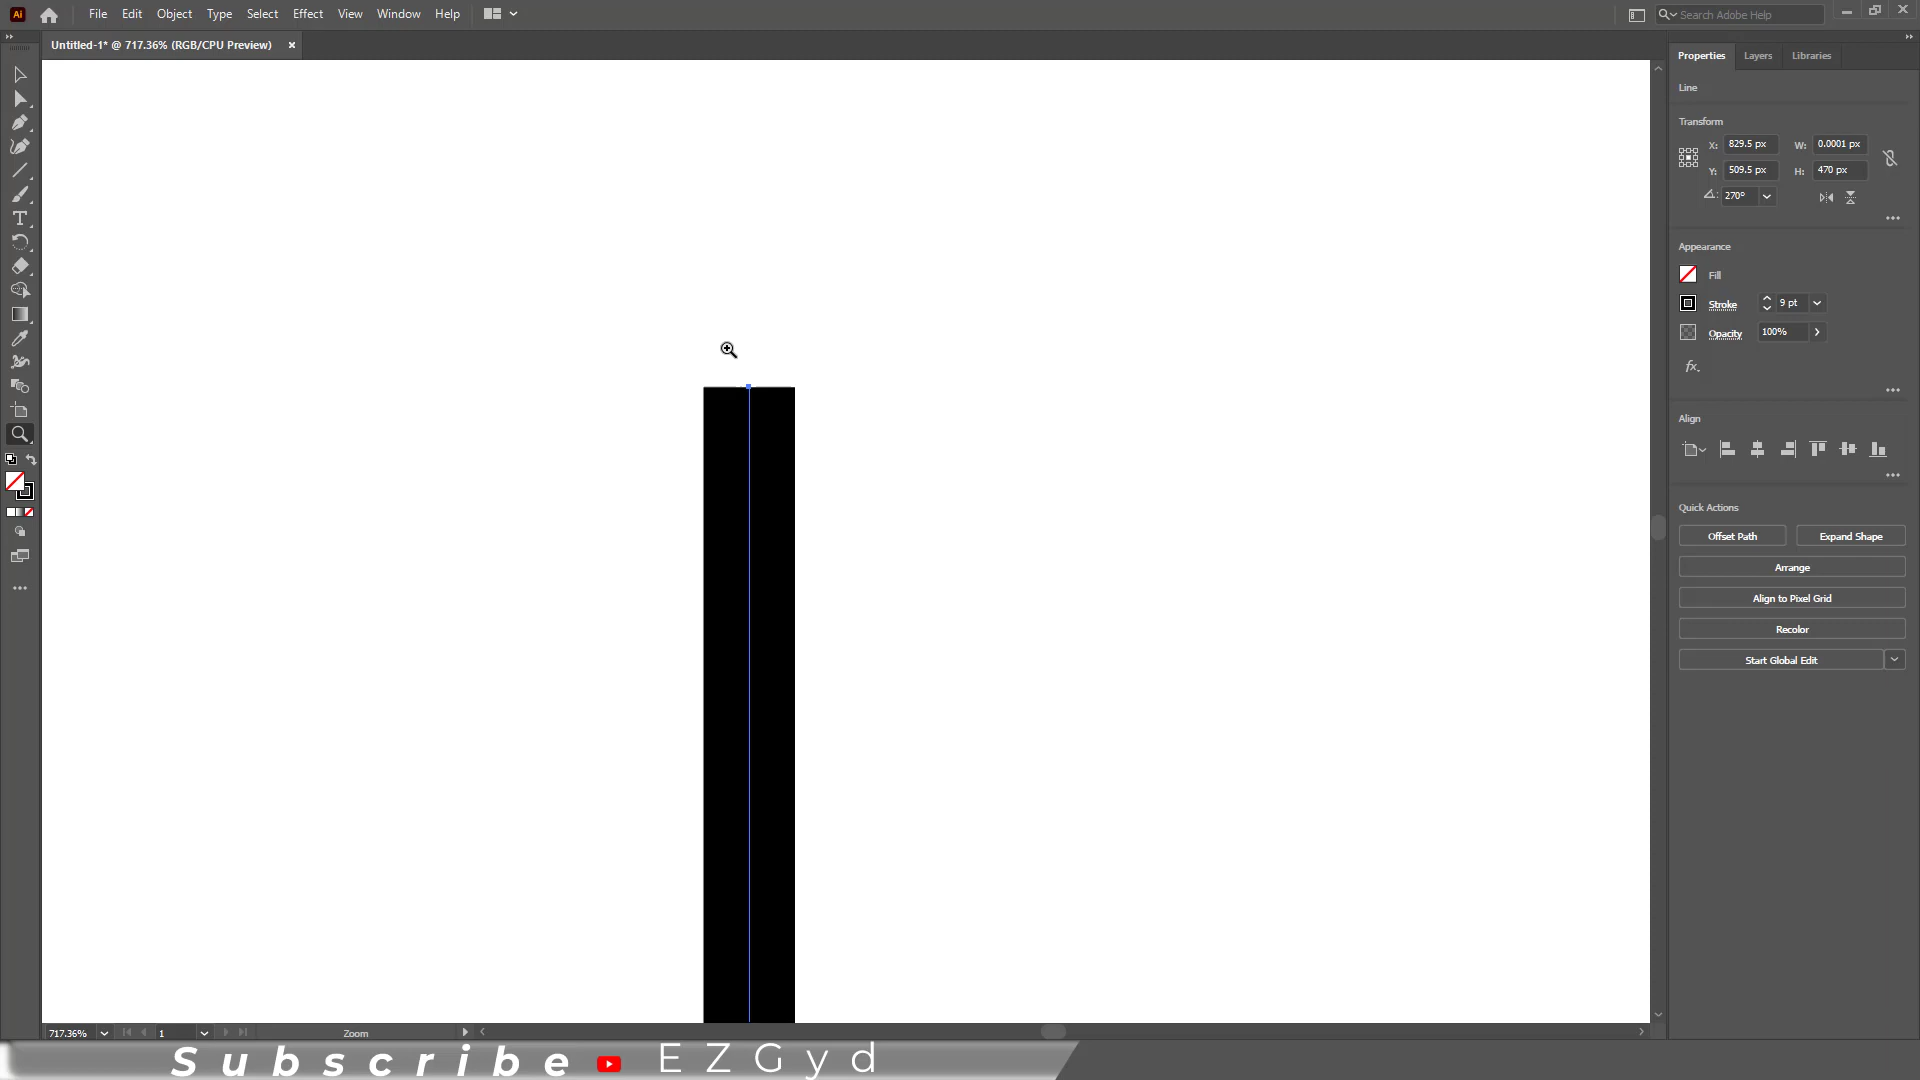 Ai
File Edit Object Type Select Effect View Window Help
Search Adobe Help
Untitled-1* @ 717.36% (RGB/CPU Preview) ×
Properties Layers Libraries
Line
Transform
X: 829.5 px W: 0.0001 px
Y: 509.5 px H: 470 px
270°
Appearance
Fill
Stroke 9 pt
Opacity 100%
fx.
Align
Quick Actions
Offset Path Expand Shape
Arrange
Align to Pixel Grid
Recolor
Start Global Edit
717.36% 1 Zoom
Subscribe EZGyd